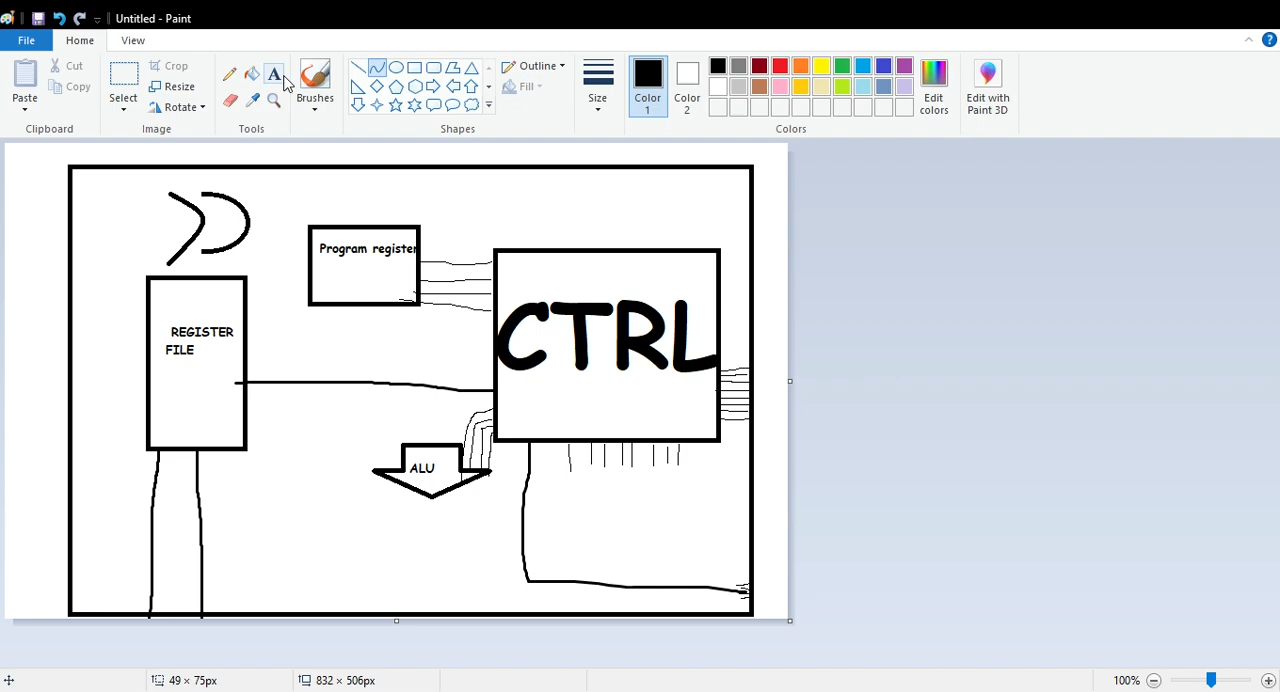 Untitled - Paint
File
Home
View
Paste
Cut
Copy
Clipboard
Select
Crop
Resize
Rotate
Image
A
Tools
Brushes
Shapes
Outline
Fill
Size
Color
1
Color
2
Colors
Edit
colors
Edit with
Paint 3D
Program register
CTRL
REGISTER
FILE
ALU
49 × 75px
832 × 506px
100%